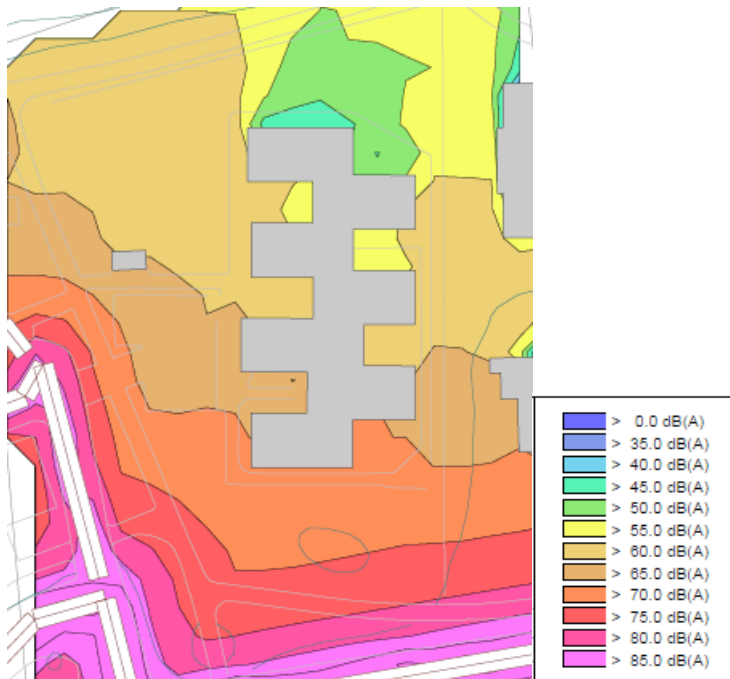 > 0.0 dB(A)
> 35.0 dB(A)
> 40.0 dB(A)
> 45.0 dB(A)
> 50.0 dB(A)
> 55.0 dB(A)
> 60.0 dB(A)
> 65.0 dB(A)
> 70.0 dB(A)
> 75.0 dB(A)
> 80.0 dB(A)
> 85.0 dB(A)